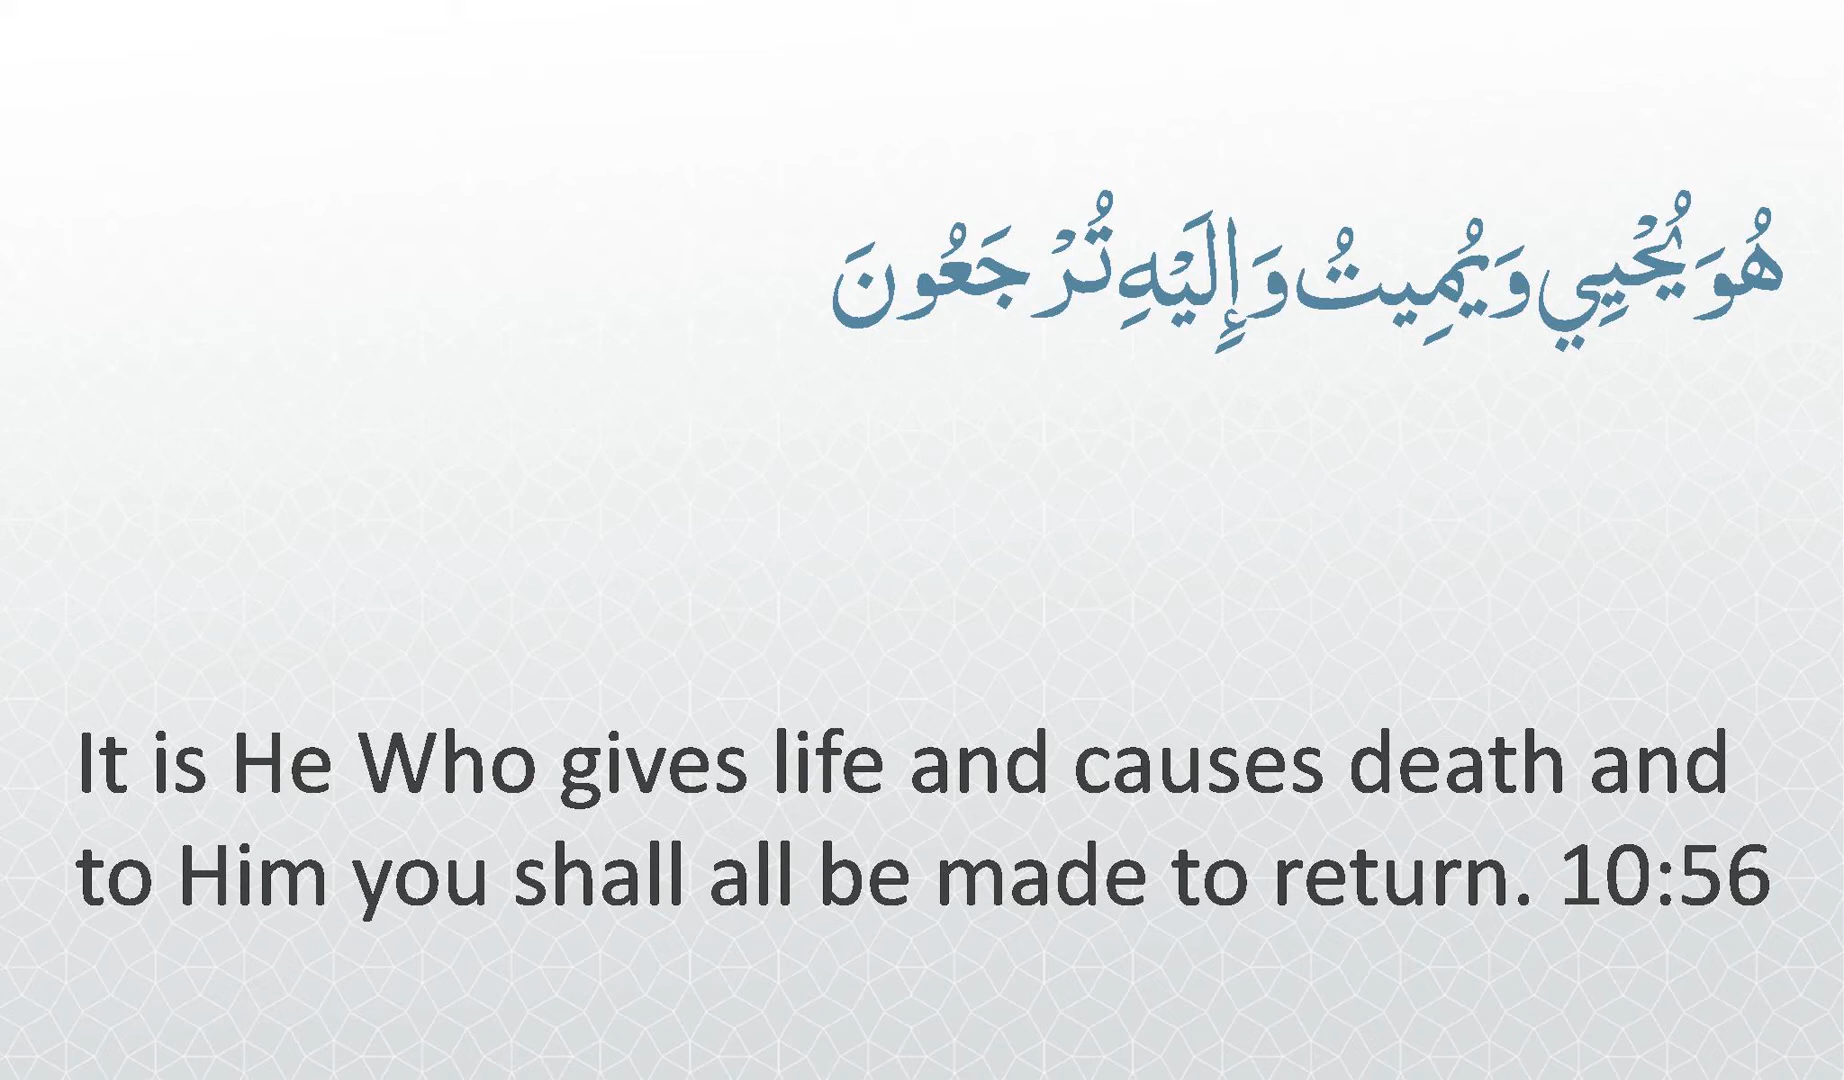 هُوَ يُحْيِي وَيُمِيتُ وَإِلَيْهِ تُرْجَعُونَ
It is He Who gives life and causes death and
to Him you shall all be made to return. 10:56